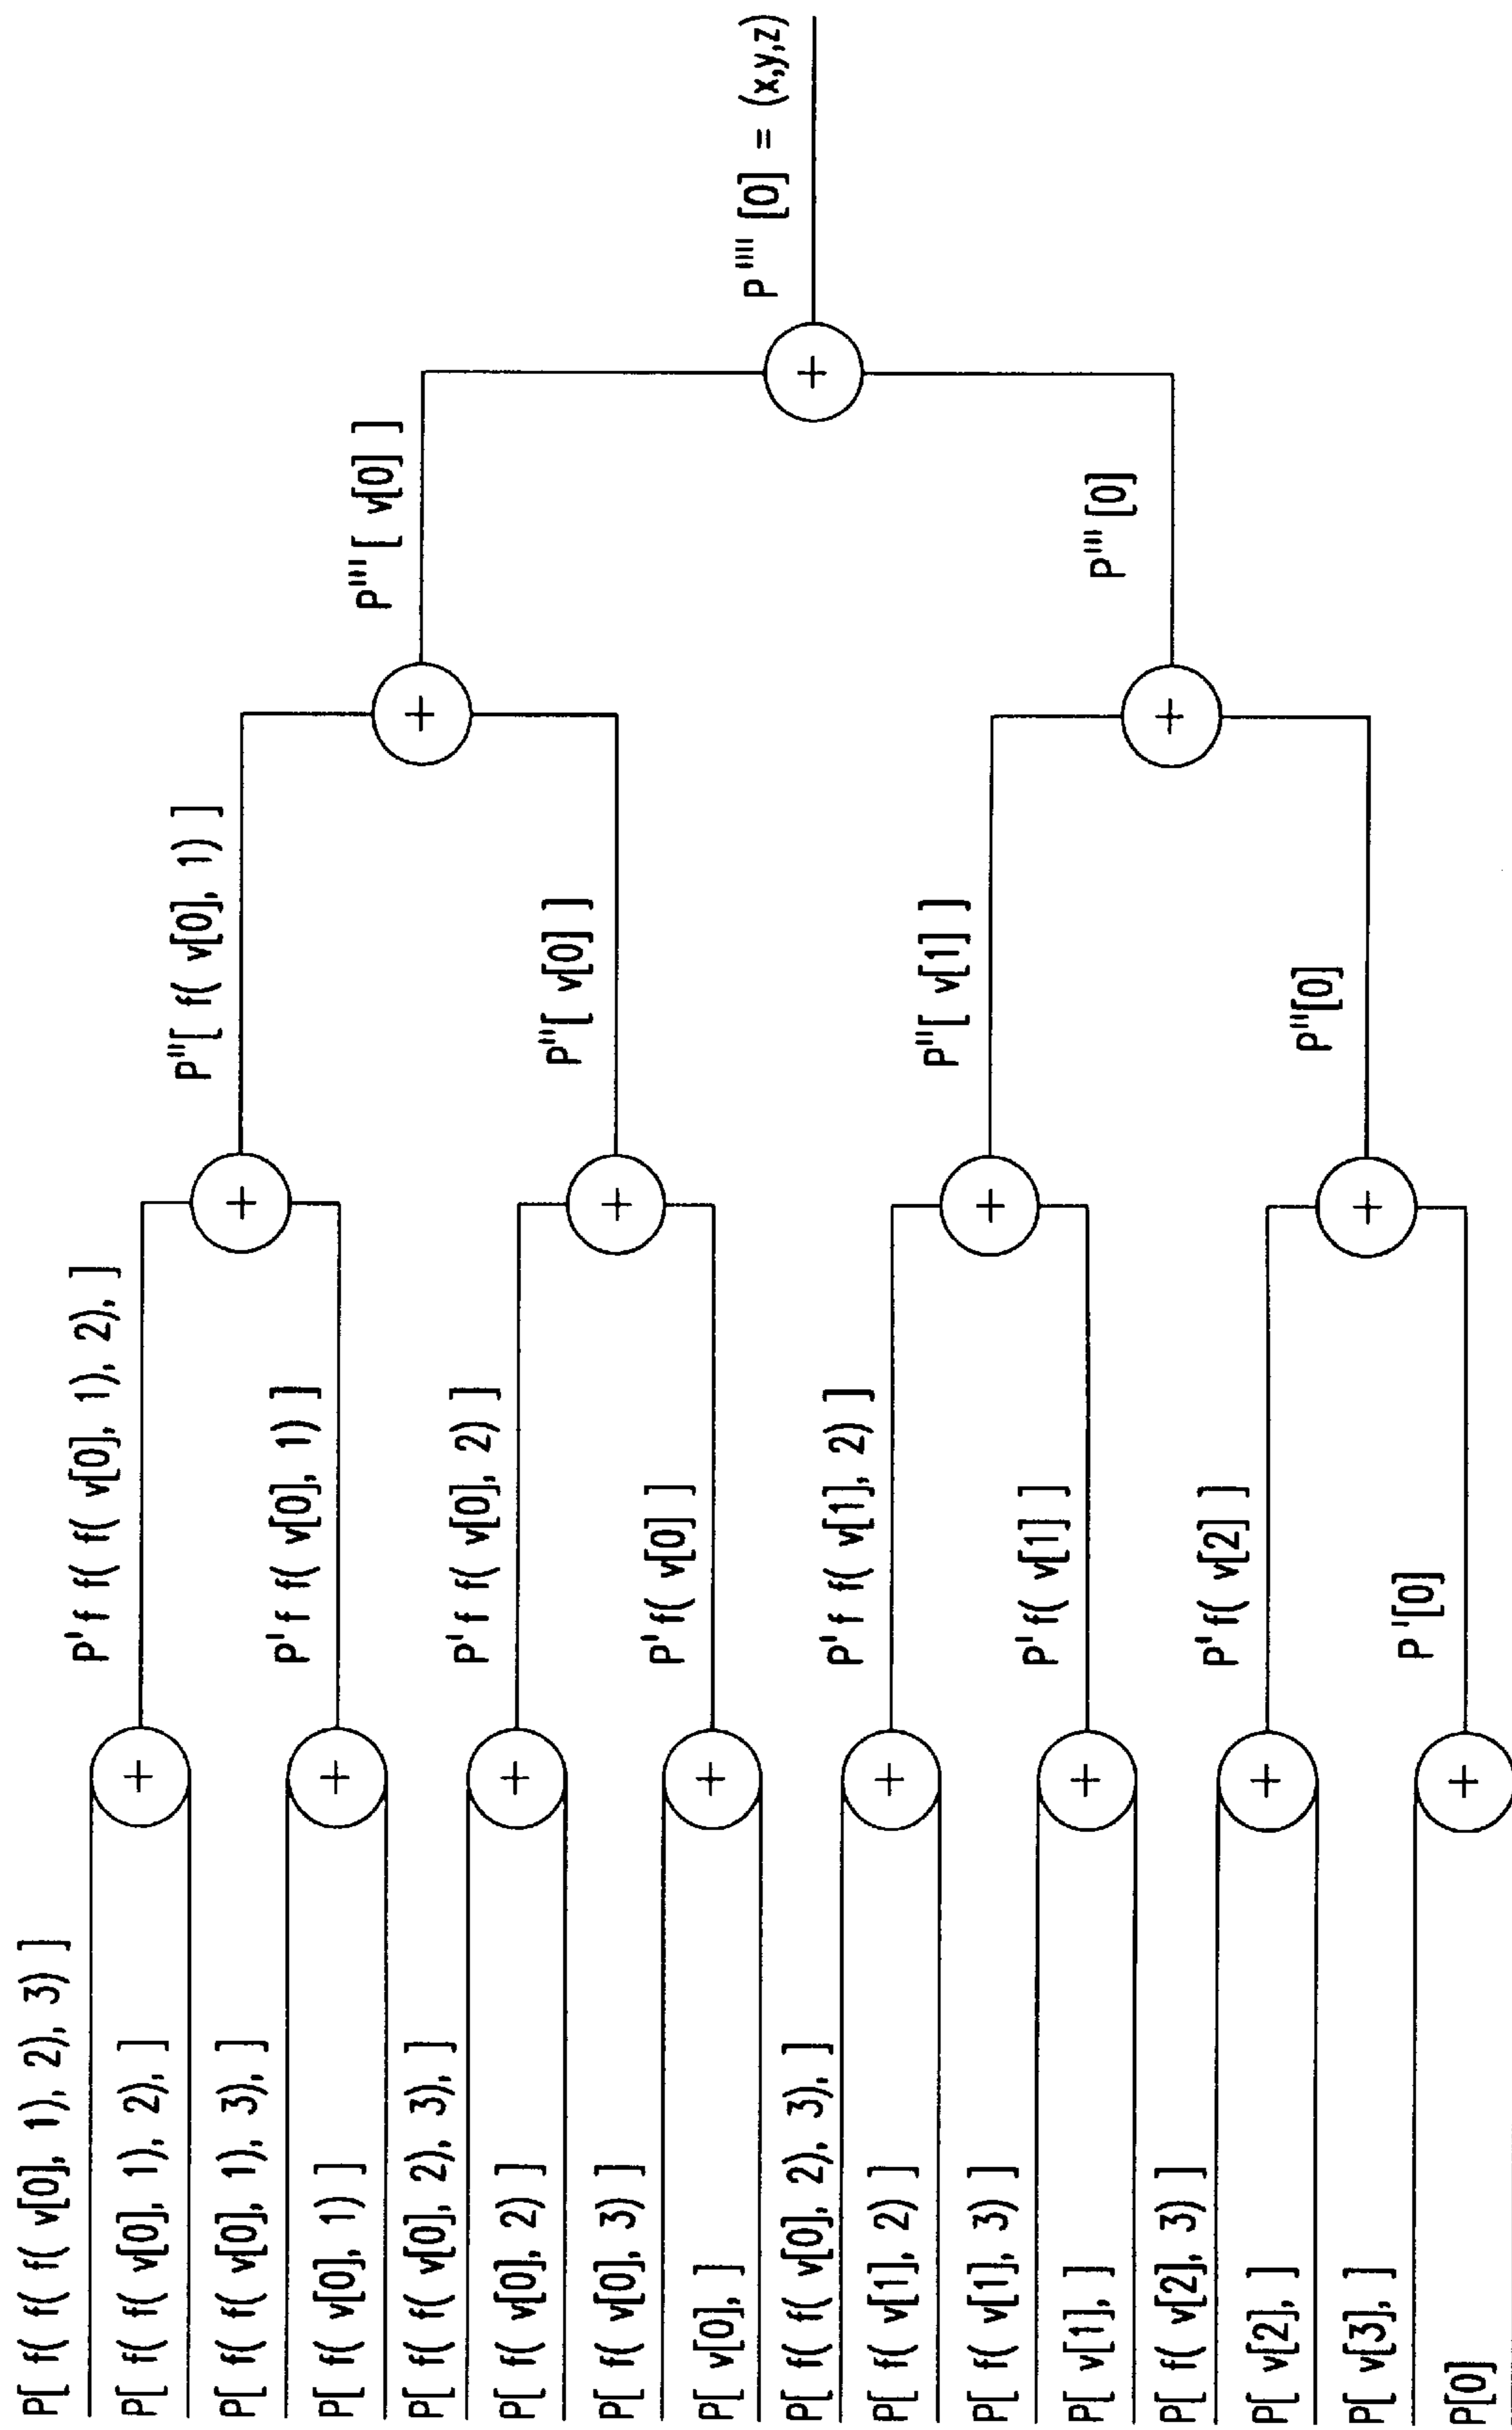 P[ f( f( f( v[0], 1), 2), 3) ]
P[ f( f( v[0], 1), 2), ]
P[ f( f( v[0], 1), 3), ]
P[ f( v[0], 1) ]
P[ f( f( v[0], 2), 3), ]
P[ f( v[0], 2) ]
P[ f( v[0], 3) ]
P[ v[0], ]
P[ f( f( v[0], 2), 3), ]
P[ f( v[1], 2) ]
P[ f( v[1], 3) ]
P[ v[1], ]
P[ f( v[2], 3) ]
P[ v[2], ]
P[ v[3], ]
P[0]
+
+
+
+
+
+
+
+
P'f f( f( v[0], 1), 2), ]
P'f f( v[0], 1) ]
P'f f( v[0], 2) ]
P'f( v[0] ]
P'f f( v[1], 2) ]
P'f( v[1] ]
P'f( v[2] ]
P'[0]
+
+
+
+
P''[ f( v[0], 1) ]
P''[ v[0] ]
P''[ v[1] ]
P''[0]
+
+
P'''[ v[0] ]
P'''[0]
+
P''''[0] = (x,y,z)